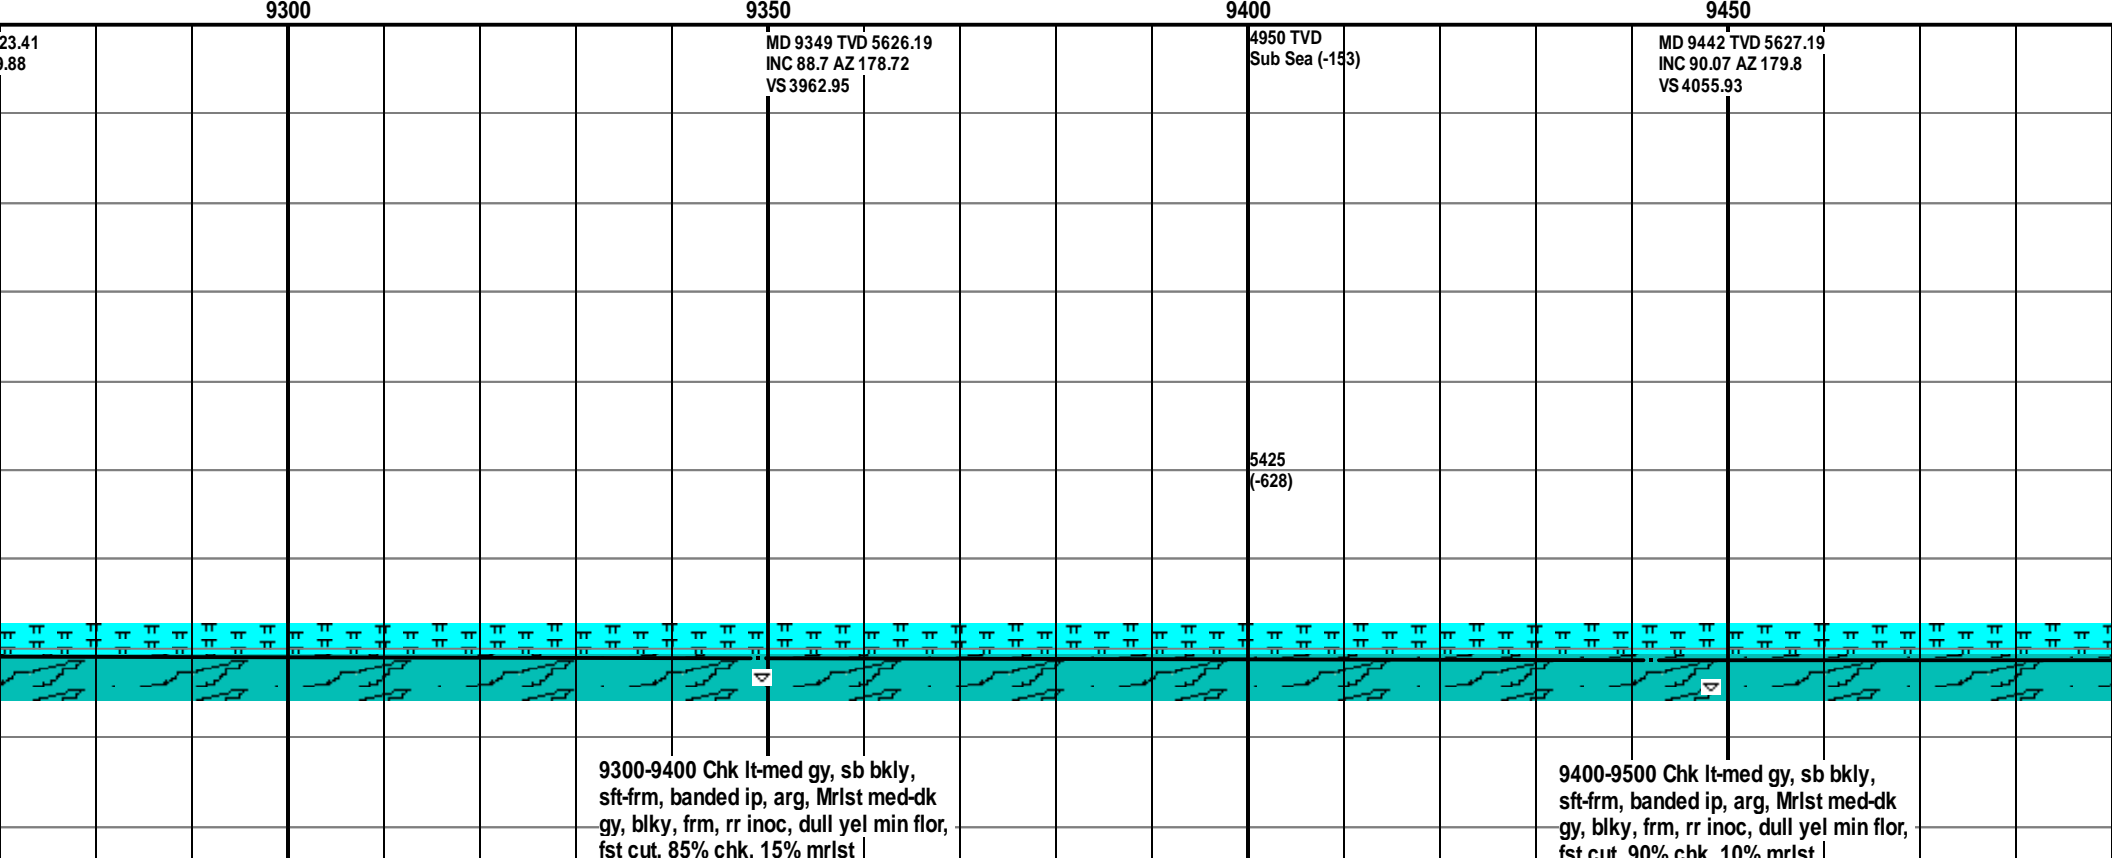 9300 9350 9400 9450
23.41
9.88
MD 9349 TVD 5626.19
INC 88.7 AZ 178.72
VS 3962.95
4950 TVD
Sub Sea (-153)
MD 9442 TVD 5627.19
INC 90.07 AZ 179.8
VS 4055.93
5425
(-628)
9300-9400 Chk lt-med gy, sb bkly,
sft-frm, banded ip, arg, Mrlst med-dk
gy, blky, frm, rr inoc, dull yel min flor,
fst cut, 85% chk, 15% mrlst
9400-9500 Chk lt-med gy, sb bkly,
sft-frm, banded ip, arg, Mrlst med-dk
gy, blky, frm, rr inoc, dull yel min flor,
fst cut, 90% chk, 10% mrlst